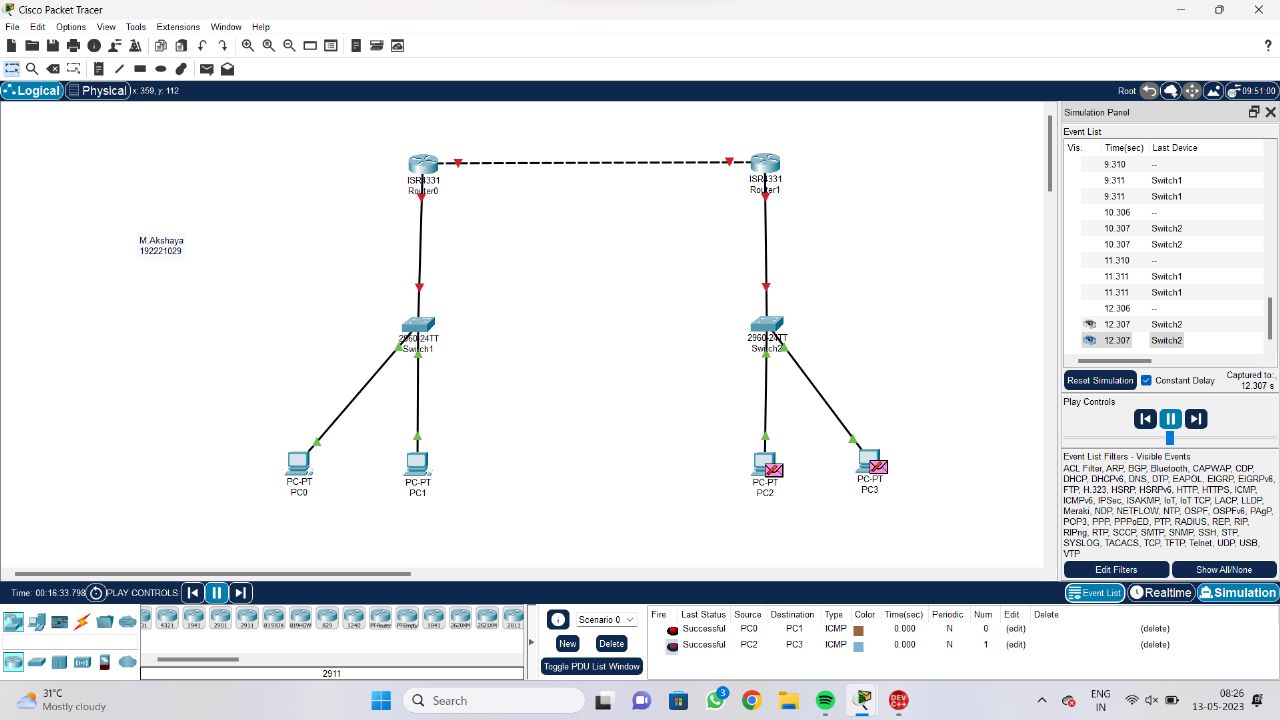 Cisco Packet Tracer
File Edit Options View Tools Extensions Window Help
Logical Physical x: 359, y: 112
Root 09:51:00
ISR4331
Router0
ISR4331
Router1
M.Akshaya
192221029
2960-24TT
Switch1
2960-24TT
Switch2
PC-PT
PC0
PC-PT
PC1
PC-PT
PC2
PC-PT
PC3
Simulation Panel
Event List
Vis. Time(sec) Last Device
9.310 --
9.311 Switch1
9.311 Switch1
10.306 --
10.307 Switch2
10.307 Switch2
11.310 --
11.311 Switch1
11.311 Switch1
12.306 --
12.307 Switch2
12.307 Switch2
Reset Simulation Constant Delay Captured to:
12.307 s
Play Controls
Event List Filters - Visible Events
ACL Filter, ARP, BGP, Bluetooth, CAPWAP, CDP,
DHCP, DHCPv6, DNS, DTP, EAPOL, EIGRP, EIGRPv6,
FTP, H.323, HSRP, HSRPv6, HTTP, HTTPS, ICMP,
ICMPv6, IPSec, ISAKMP, IoT, IoT TCP, LACP, LLDP,
Meraki, NDP, NETFLOW, NTP, OSPF, OSPFv6, PAgP,
POP3, PPP, PPPoED, PTP, RADIUS, REP, RIP,
RIPng, RTP, SCCP, SMTP, SNMP, SSH, STP,
SYSLOG, TACACS, TCP, TFTP, Telnet, UDP, USB,
VTP
Edit Filters Show All/None
Time: 00:16:33.798 PLAY CONTROLS:
Event List Realtime Simulation
4321 1941 2901 2911 819IOX 819HGW 829 1240 PT-Router PT-Empty 1841 2620XM 2621XM 2811
2911
Scenario 0
New Delete
Toggle PDU List Window
Fire Last Status Source Destination Type Color Time(sec) Periodic Num Edit Delete
Successful PC0 PC1 ICMP 0.000 N 0 (edit) (delete)
Successful PC2 PC3 ICMP 0.000 N 1 (edit) (delete)
31°C
Mostly cloudy
Search
3
DEV
C++
ENG
IN
08:26
13-05-2023